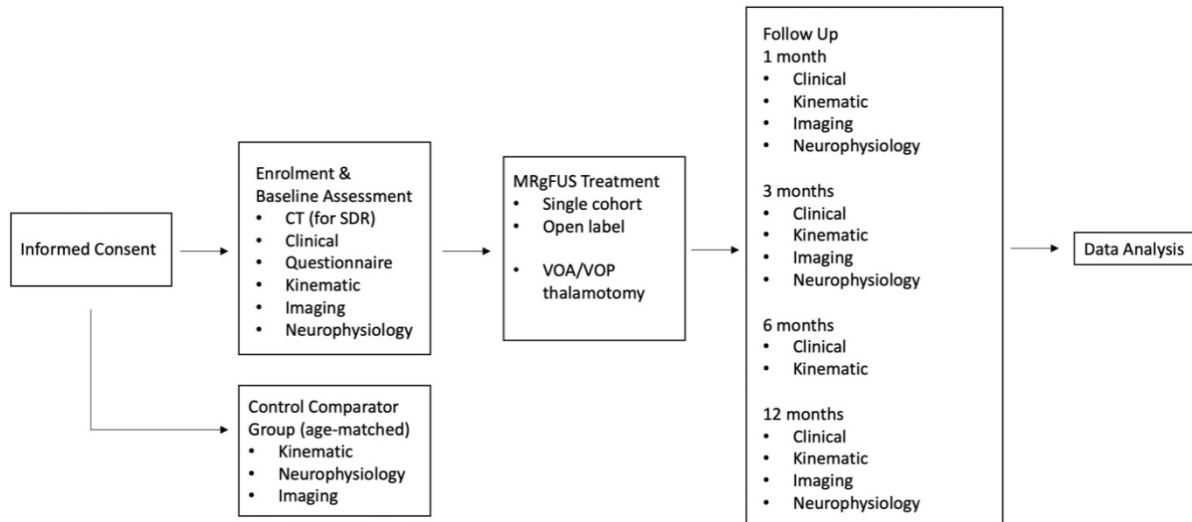 Informed Consent
Enrolment &
Baseline Assessment
• CT (for SDR)
• Clinical
• Questionnaire
• Kinematic
• Imaging
• Neurophysiology
Control Comparator
Group (age-matched)
• Kinematic
• Neurophysiology
• Imaging
MRgFUS Treatment
• Single cohort
• Open label
• VOA/VOP
thalamotomy
Follow Up
1 month
• Clinical
• Kinematic
• Imaging
• Neurophysiology
3 months
• Clinical
• Kinematic
• Imaging
• Neurophysiology
6 months
• Clinical
• Kinematic
12 months
• Clinical
• Kinematic
• Imaging
• Neurophysiology
Data Analysis